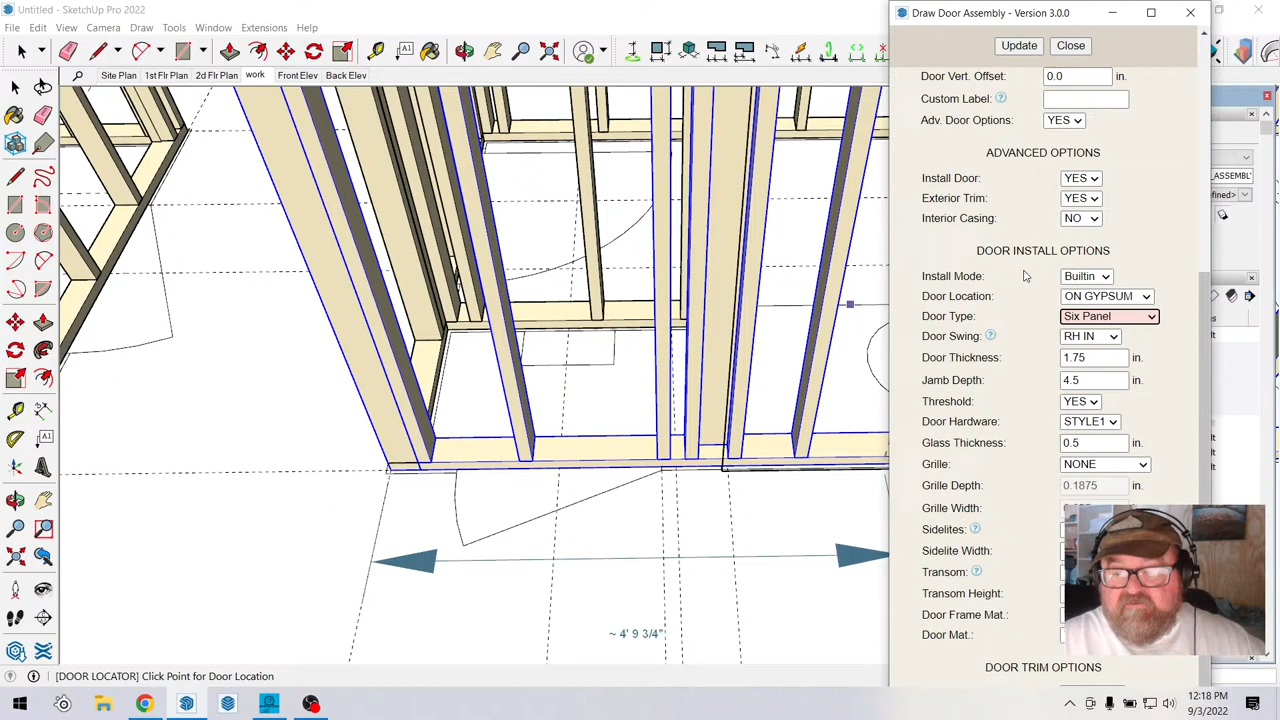 Untitled - SketchUp Pro 2022
Draw Door Assembly - Version 3.0.0
File Edit View Camera Draw Tools Window
Update Close
Site Plan 1st Flr Plan 2d Flr Plan work Front Elev Back Elev
Door Vert. Offset: 0.0 in.
Custom Label: ?
Adv. Door Options: YES
ADVANCED OPTIONS
Install Door: YES
Exterior Trim: YES
Interior Casing: NO
DOOR INSTALL OPTIONS
Install Mode: Builtin
Door Location: ON GYPSUM
Door Type: Six Panel
Door Swing: ? RH IN
Door Thickness: 1.75 in.
Jamb Depth: 4.5 in.
Threshold: YES
Door Hardware: STYLE1
Glass Thickness: 0.5 in.
Grille: NONE
Grille Depth: 0.1875 in.
Grille Width:
Sidelites: ?
Sidelite Width:
Transom: ?
Transom Height:
Door Frame Mat.:
Door Mat.:
DOOR TRIM OPTIONS
~ 4' 9 3/4"
[DOOR LOCATOR] Click Point for Door Location
12:18 PM
9/3/2022